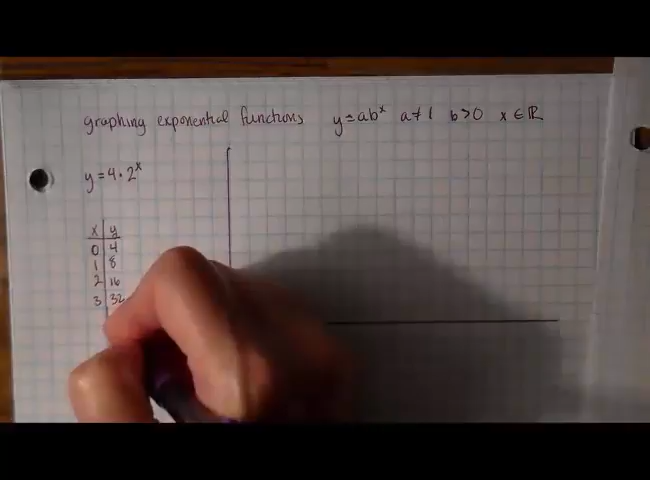 graphing exponential functions y = ab^x a ≠ 1 b > 0 x ∈ ℝ
y = 4 · 2^x
x y
0 4
1 8
2 16
3 32